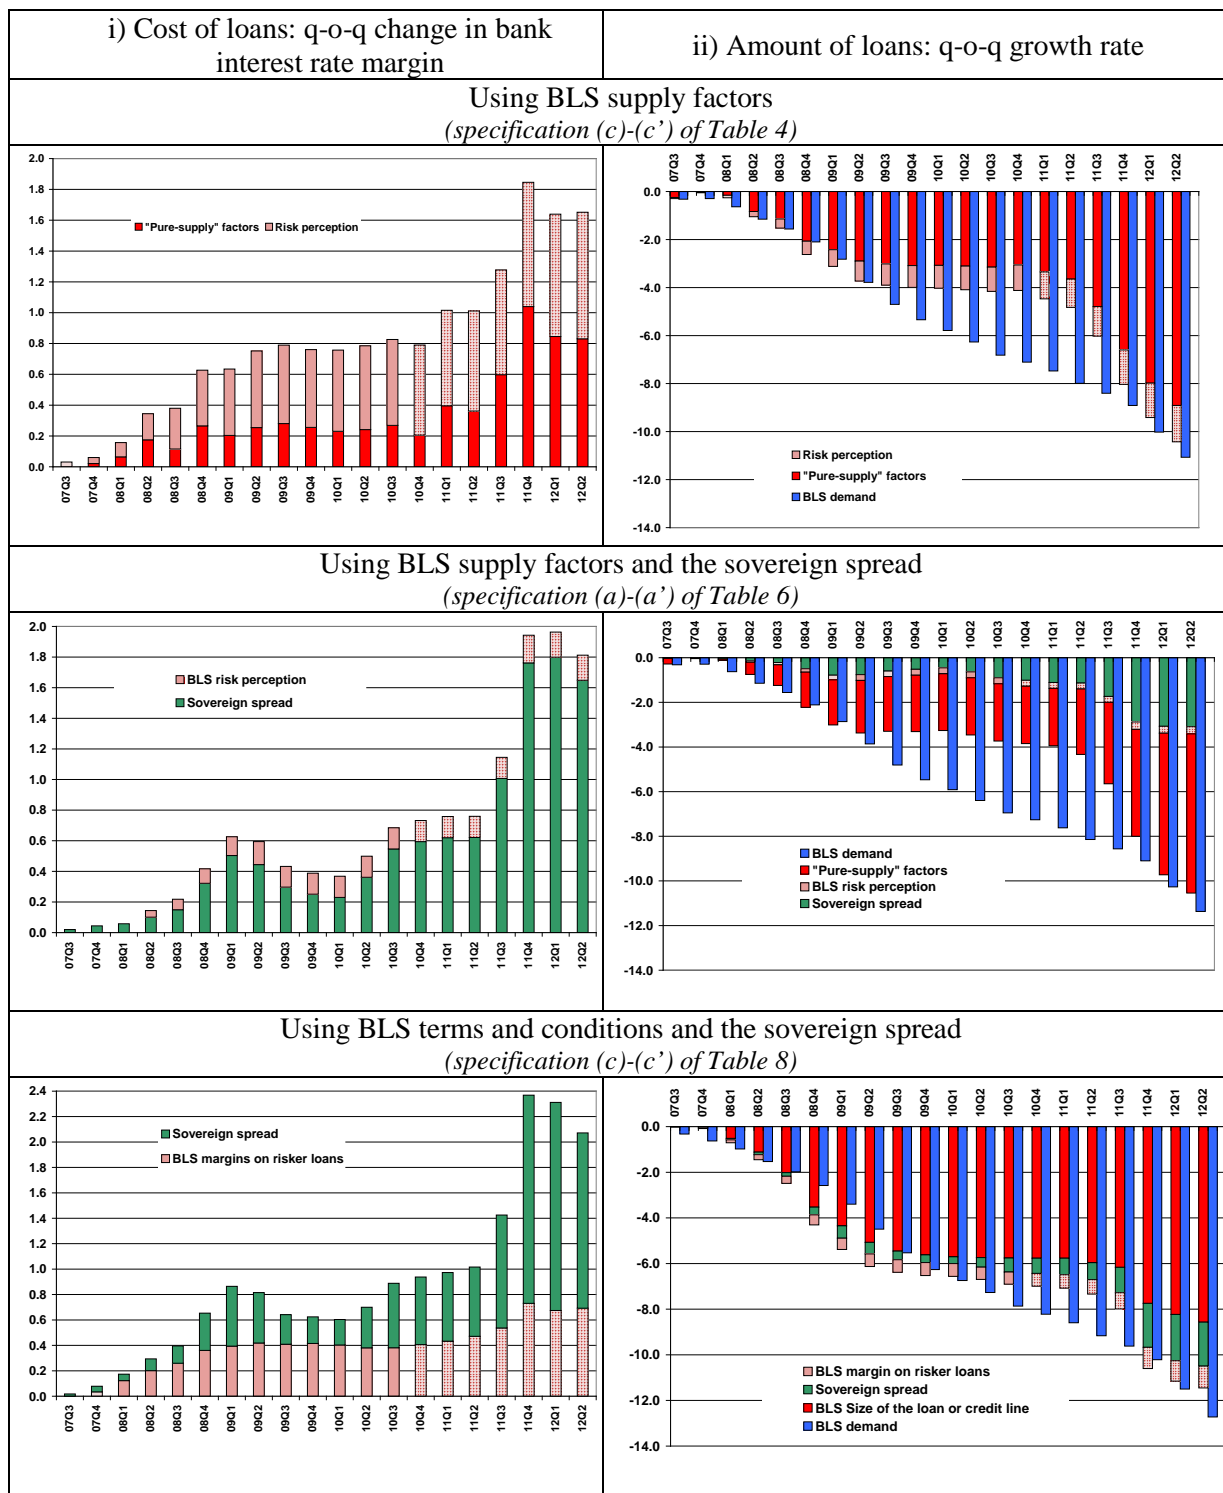 i) Cost of loans: q-o-q change in bank
interest rate margin
ii) Amount of loans: q-o-q growth rate
Using BLS supply factors
(specification (c)-(c’) of Table 4)
2.0
1.8
1.6
1.4
1.2
1.0
0.8
0.6
0.4
0.2
0.0
"Pure-supply" factors Risk perception
07Q3 07Q4 08Q1 08Q2 08Q3 08Q4 09Q1 09Q2 09Q3 09Q4 10Q1 10Q2 10Q3 10Q4 11Q1 11Q2 11Q3 11Q4 12Q1 12Q2
07Q3 07Q4 08Q1 08Q2 08Q3 08Q4 09Q1 09Q2 09Q3 09Q4 10Q1 10Q2 10Q3 10Q4 11Q1 11Q2 11Q3 11Q4 12Q1 12Q2
0.0
-2.0
-4.0
-6.0
-8.0
-10.0
-12.0
-14.0
Risk perception
"Pure-supply" factors
BLS demand
Using BLS supply factors and the sovereign spread
(specification (a)-(a’) of Table 6)
2.0
1.8
1.6
1.4
1.2
1.0
0.8
0.6
0.4
0.2
0.0
BLS risk perception
Sovereign spread
07Q3 07Q4 08Q1 08Q2 08Q3 08Q4 09Q1 09Q2 09Q3 09Q4 10Q1 10Q2 10Q3 10Q4 11Q1 11Q2 11Q3 11Q4 12Q1 12Q2
07Q3 07Q4 08Q1 08Q2 08Q3 08Q4 09Q1 09Q2 09Q3 09Q4 10Q1 10Q2 10Q3 10Q4 11Q1 11Q2 11Q3 11Q4 12Q1 12Q2
0.0
-2.0
-4.0
-6.0
-8.0
-10.0
-12.0
-14.0
BLS demand
"Pure-supply" factors
BLS risk perception
Sovereign spread
Using BLS terms and conditions and the sovereign spread
(specification (c)-(c’) of Table 8)
2.4
2.2
2.0
1.8
1.6
1.4
1.2
1.0
0.8
0.6
0.4
0.2
0.0
Sovereign spread
BLS margins on risker loans
07Q3 07Q4 08Q1 08Q2 08Q3 08Q4 09Q1 09Q2 09Q3 09Q4 10Q1 10Q2 10Q3 10Q4 11Q1 11Q2 11Q3 11Q4 12Q1 12Q2
07Q3 07Q4 08Q1 08Q2 08Q3 08Q4 09Q1 09Q2 09Q3 09Q4 10Q1 10Q2 10Q3 10Q4 11Q1 11Q2 11Q3 11Q4 12Q1 12Q2
0.0
-2.0
-4.0
-6.0
-8.0
-10.0
-12.0
-14.0
BLS margin on risker loans
Sovereign spread
BLS Size of the loan or credit line
BLS demand